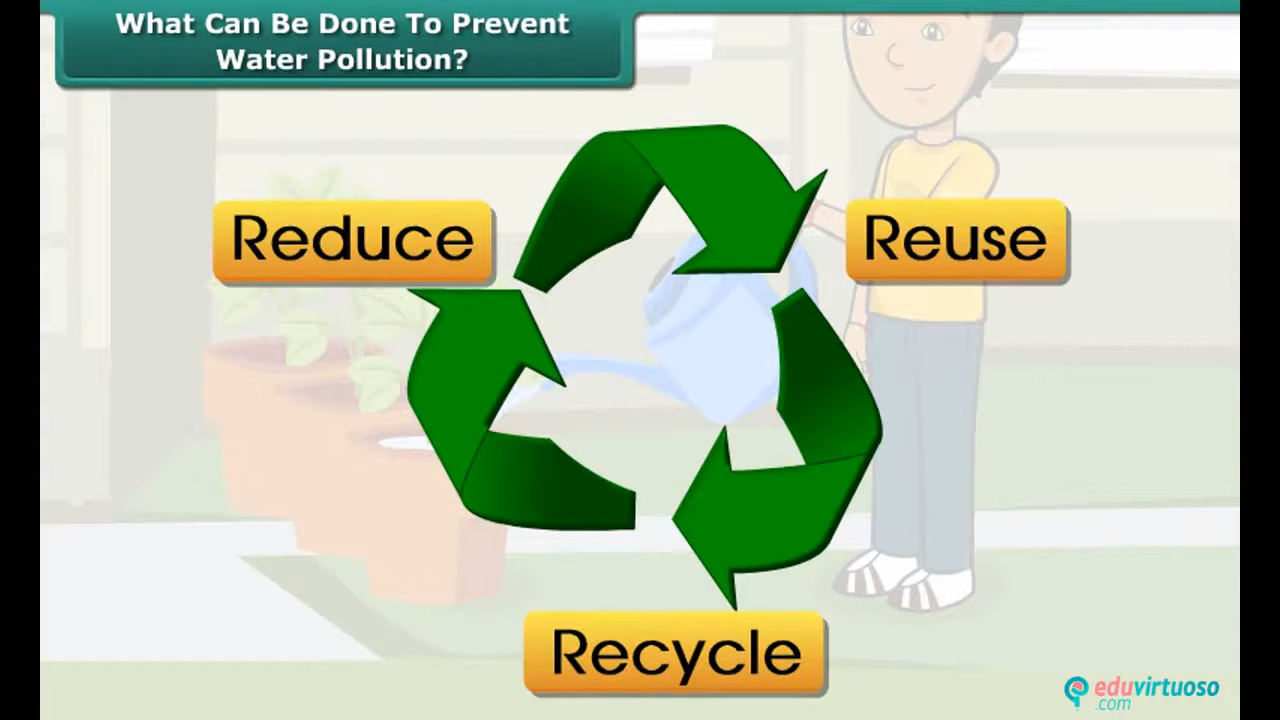 What Can Be Done To Prevent
Water Pollution?
Reduce
Reuse
Recycle
eduvirtuoso
.com